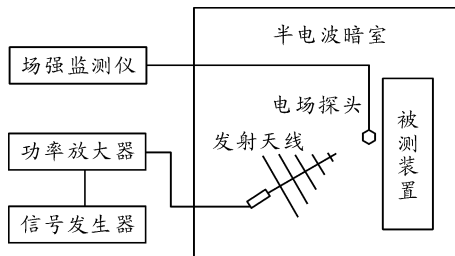 半电波暗室
场强监测仪
电场探头
发射天线
功率放大器
信号发生器
被测装置